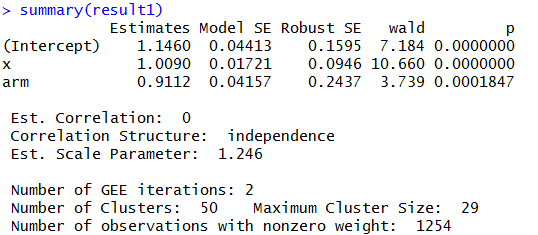 > summary(result1)
Estimates Model SE Robust SE wald p
(Intercept) 1.1460 0.04413 0.1595 7.184 0.0000000
x 1.0090 0.01721 0.0946 10.660 0.0000000
arm 0.9112 0.04157 0.2437 3.739 0.0001847
Est. Correlation: 0
Correlation Structure: independence
Est. Scale Parameter: 1.246
Number of GEE iterations: 2
Number of Clusters: 50 Maximum Cluster Size: 29
Number of observations with nonzero weight: 1254